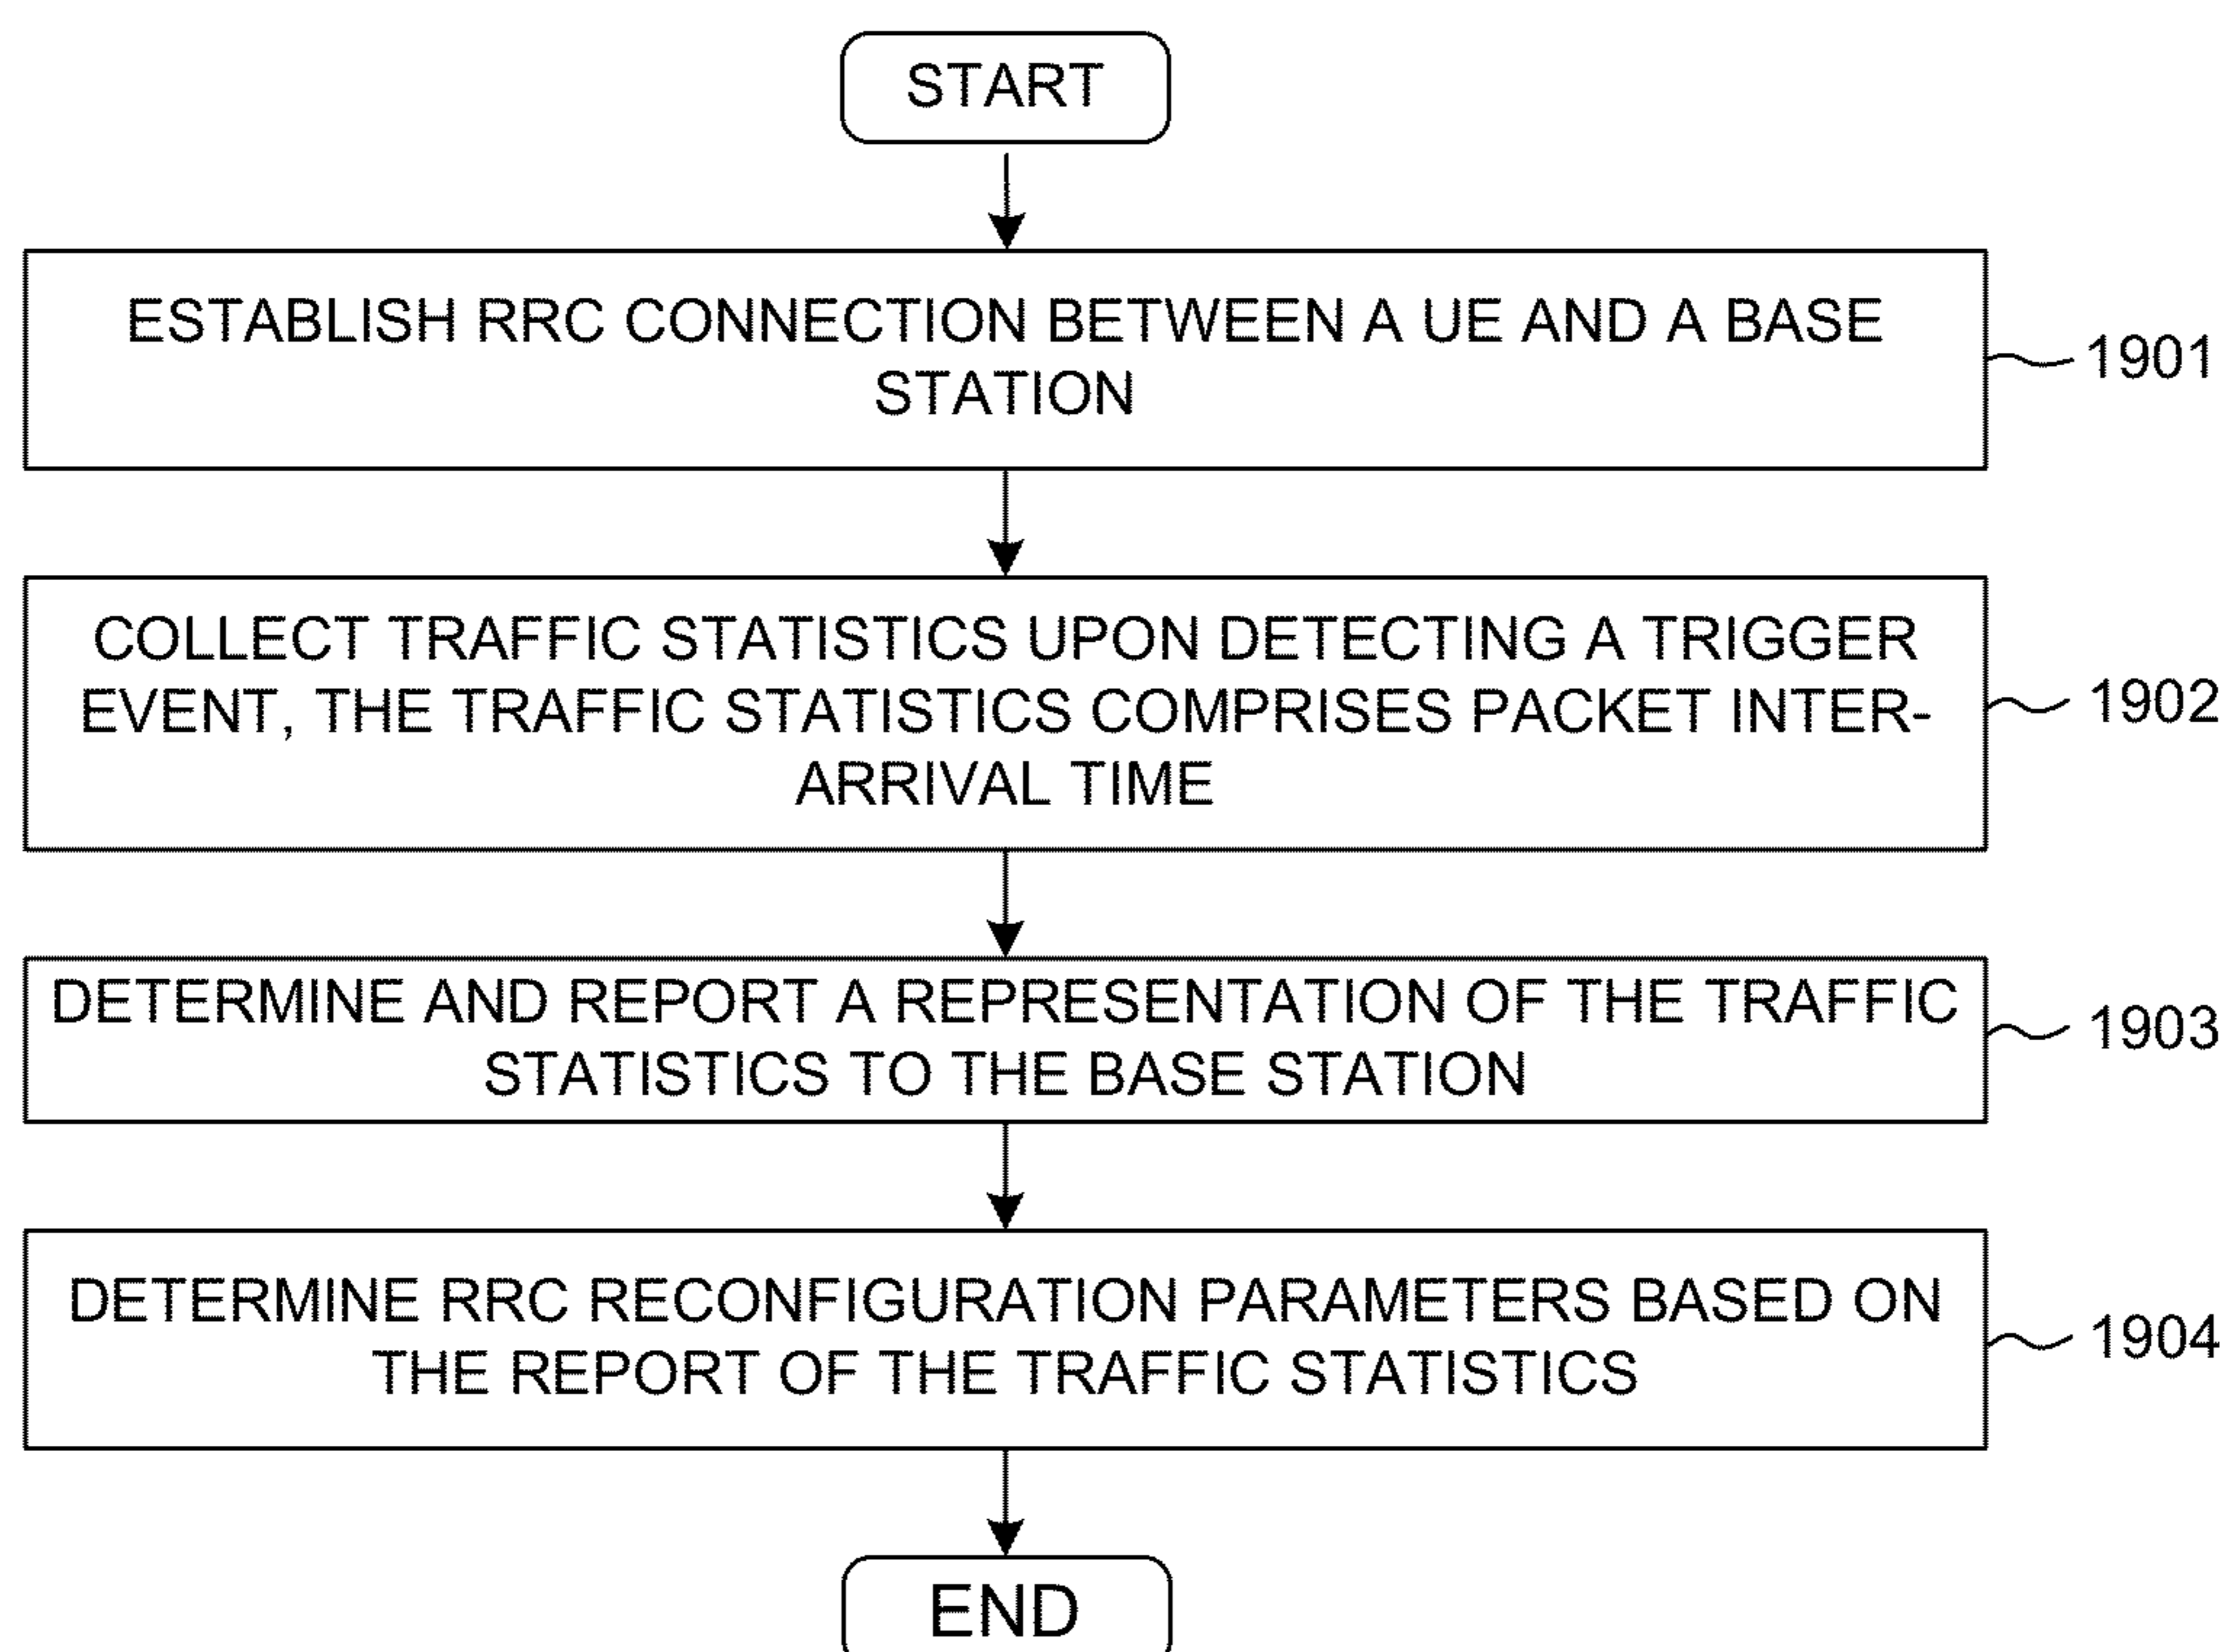 START
ESTABLISH RRC CONNECTION BETWEEN A UE AND A BASE
STATION
1901
COLLECT TRAFFIC STATISTICS UPON DETECTING A TRIGGER
EVENT, THE TRAFFIC STATISTICS COMPRISES PACKET INTER-
ARRIVAL TIME
1902
DETERMINE AND REPORT A REPRESENTATION OF THE TRAFFIC
STATISTICS TO THE BASE STATION
1903
DETERMINE RRC RECONFIGURATION PARAMETERS BASED ON
THE REPORT OF THE TRAFFIC STATISTICS
1904
END